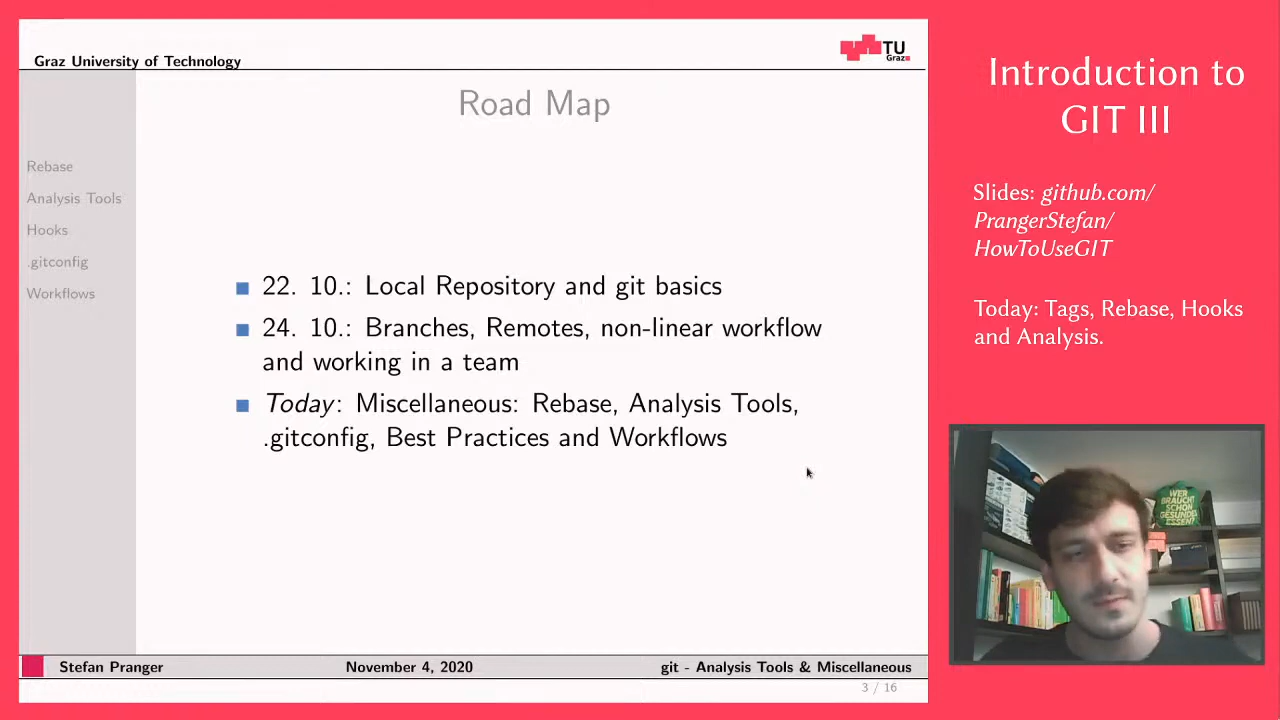 Graz University of Technology
TU
Graz
Road Map
Rebase
Analysis Tools
Hooks
.gitconfig
Workflows
22. 10.: Local Repository and git basics
24. 10.: Branches, Remotes, non-linear workflow
and working in a team
Today: Miscellaneous: Rebase, Analysis Tools,
.gitconfig, Best Practices and Workflows
Stefan Pranger
November 4, 2020
git - Analysis Tools & Miscellaneous
3 / 16
Introduction to
GIT III
Slides: github.com/
PrangerStefan/
HowToUseGIT
Today: Tags, Rebase, Hooks
and Analysis.
WER
BRAUCHT
SCHON
GESUNDES
ESSEN?